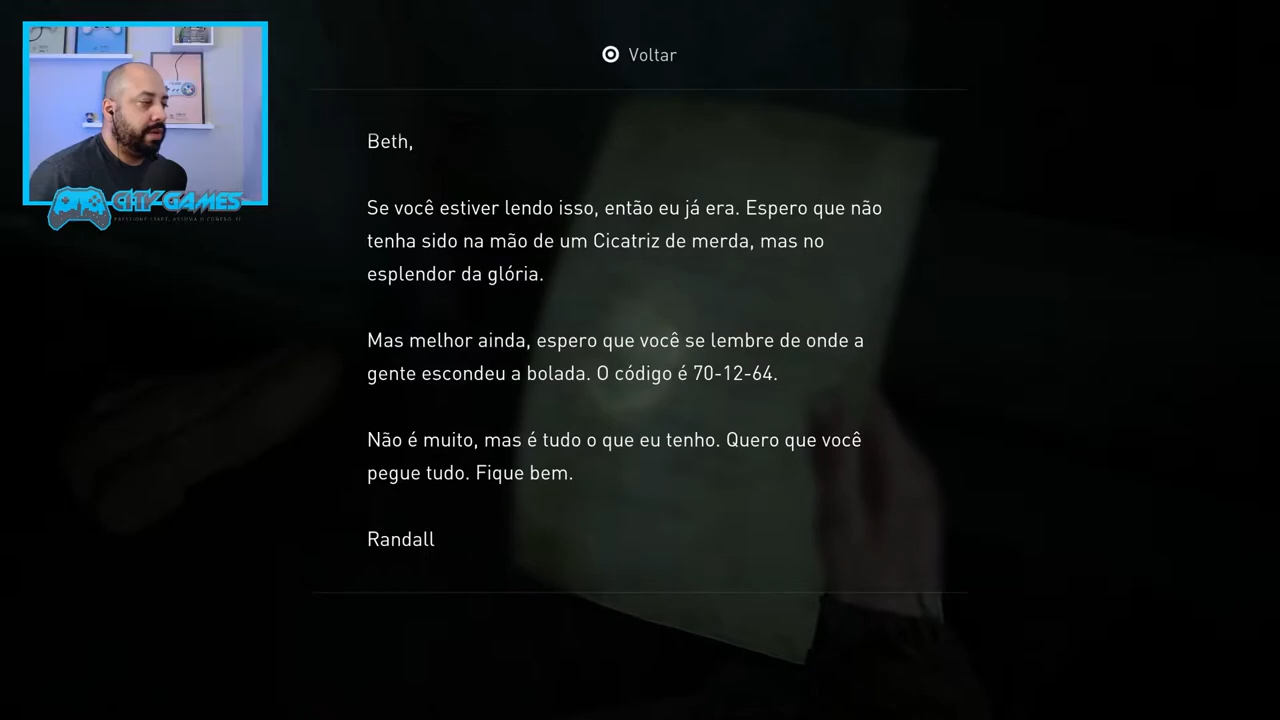 Voltar
Beth,
Se você estiver lendo isso, então eu já era. Espero que não
tenha sido na mão de um Cicatriz de merda, mas no
esplendor da glória.
Mas melhor ainda, espero que você se lembre de onde a
gente escondeu a bolada. O código é 70-12-64.
Não é muito, mas é tudo o que eu tenho. Quero que você
pegue tudo. Fique bem.
Randall